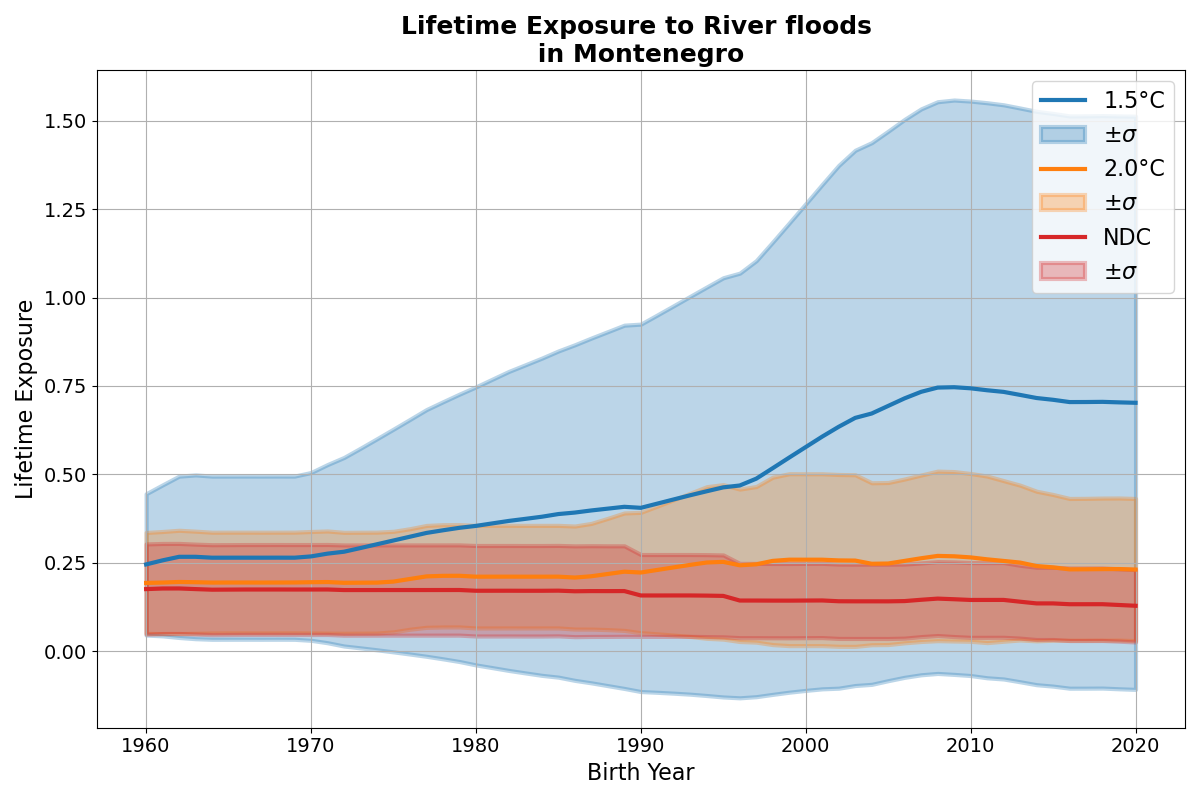 Lifetime Exposure to River floods
in Montenegro
Lifetime Exposure
1.50
1.25
1.00
0.75
0.50
0.25
0.00
1960 1970 1980 1990 2000 2010 2020
Birth Year
1.5°C
±σ
2.0°C
±σ
NDC
±σ